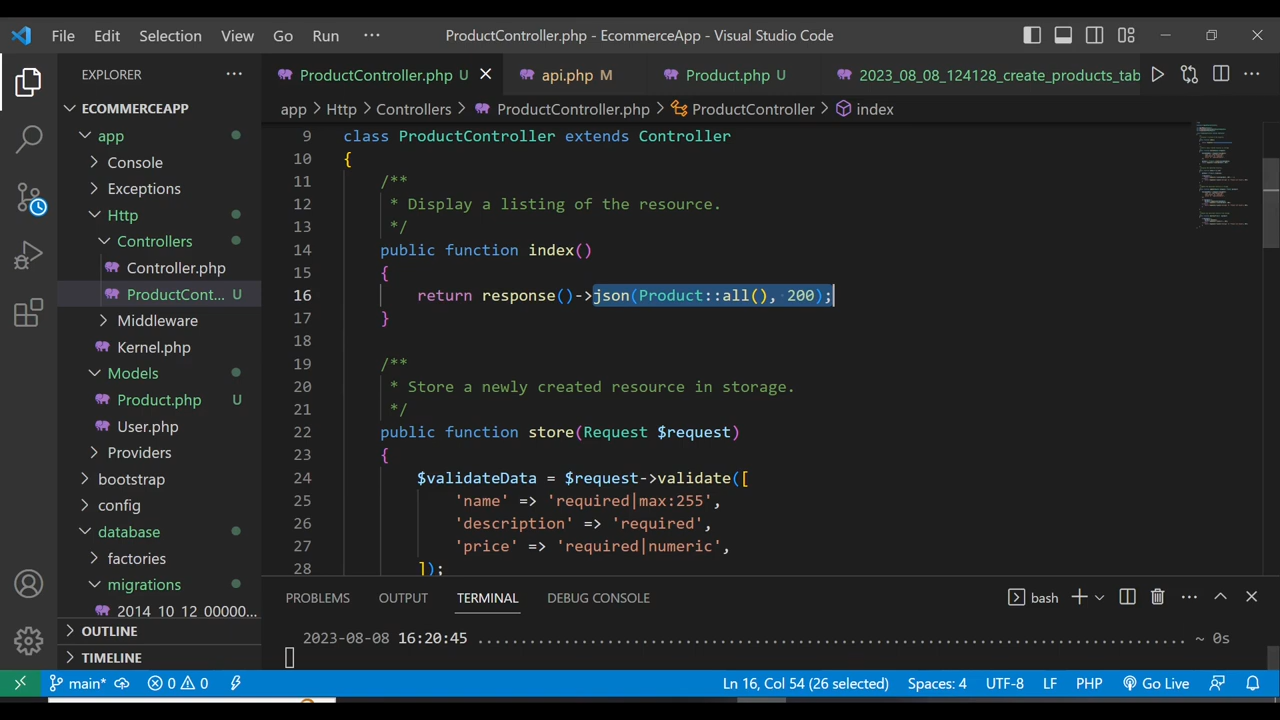 File Edit Selection View Go Run ··· ProductController.php - EcommerceApp - Visual Studio Code
EXPLORER ···
ProductController.php U api.php M Product.php U 2023_08_08_124128_create_products_tab ···
ECOMMERCEAPP
app > Http > Controllers > ProductController.php > ProductController > index
app
Console
Exceptions
Http
Controllers
Controller.php
ProductCont... U
Middleware
Kernel.php
Models
Product.php U
User.php
Providers
bootstrap
config
database
factories
migrations
2014_10_12_00000...
OUTLINE
TIMELINE
9 class ProductController extends Controller
10 {
11 /**
12 * Display a listing of the resource.
13 */
14 public function index()
15 {
16 return response()->json(Product::all(), 200);
17 }
18
19 /**
20 * Store a newly created resource in storage.
21 */
22 public function store(Request $request)
23 {
24 $validateData = $request->validate([
25 'name' => 'required|max:255',
26 'description' => 'required',
27 'price' => 'required|numeric',
28 ]);
PROBLEMS OUTPUT TERMINAL DEBUG CONSOLE bash ···
2023-08-08 16:20:45 ............................................................................. ~ 0s
main* 0 0 Ln 16, Col 54 (26 selected) Spaces: 4 UTF-8 LF PHP Go Live